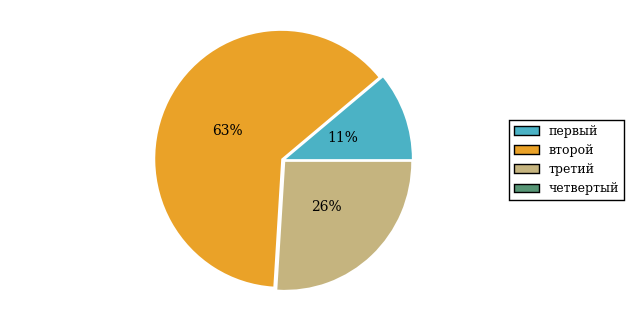 63%
11%
26%
первый
второй
третий
четвертый